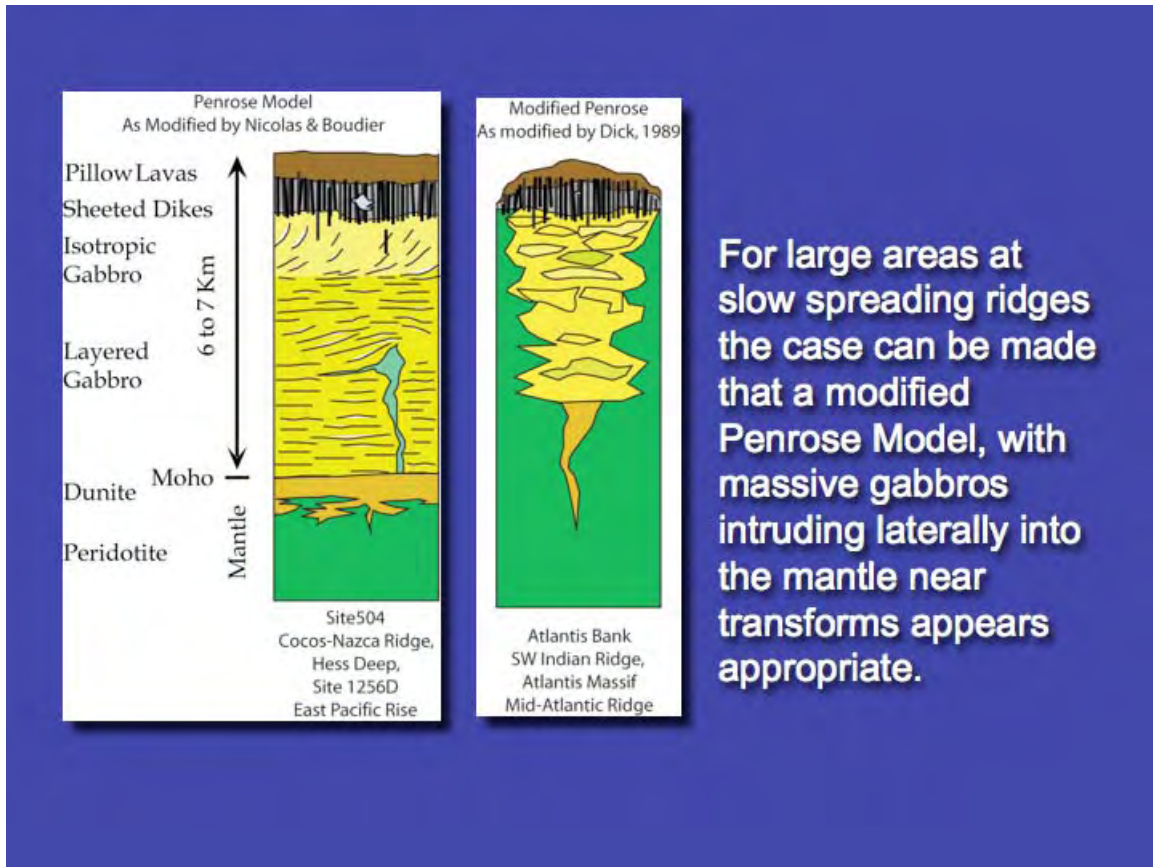 Penrose Model
As Modified by Nicolas & Boudier
Pillow Lavas
Sheeted Dikes
Isotropic
Gabbro
6 to 7 Km
Layered
Gabbro
Moho
Dunite
Mantle
Peridotite
Site504
Cocos-Nazca Ridge,
Hess Deep,
Site 1256D
East Pacific Rise
Modified Penrose
As modified by Dick, 1989
Atlantis Bank
SW Indian Ridge,
Atlantis Massif
Mid-Atlantic Ridge
For large areas at
slow spreading ridges
the case can be made
that a modified
Penrose Model, with
massive gabbros
intruding laterally into
the mantle near
transforms appears
appropriate.